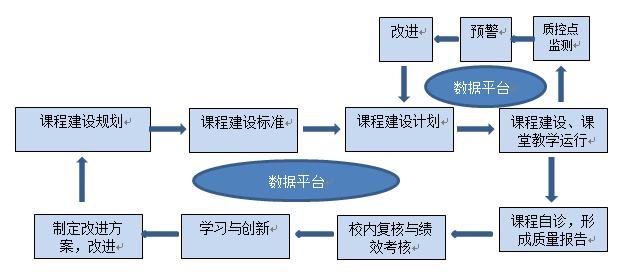 改进
预警
质控点
监测
数据平台
课程建设规划
课程建设标准
课程建设计划
课程建设、课
堂教学运行
数据平台
制定改进方
案，改进
学习与创新
校内复核与绩
效考核
课程自诊，形
成质量报告